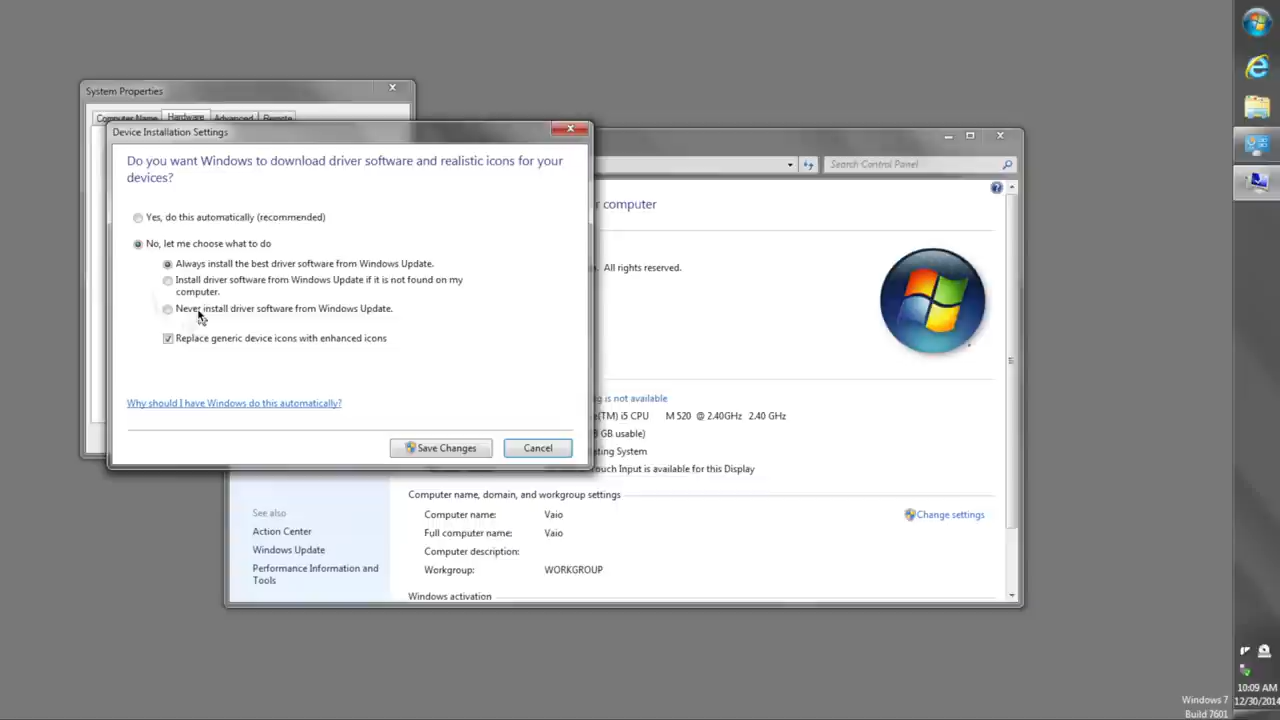 System Properties
Computer Name Hardware Advanced Remote
Device Installation Settings
Do you want Windows to download driver software and realistic icons for your
devices?
Yes, do this automatically (recommended)
No, let me choose what to do
Always install the best driver software from Windows Update.
Install driver software from Windows Update if it is not found on my
computer.
Never install driver software from Windows Update.
Replace generic device icons with enhanced icons
Why should I have Windows do this automatically?
Save Changes
Cancel
Search Control Panel
computer
All rights reserved.
is not available
(TM) i5 CPU M 520 @ 2.40GHz 2.40 GHz
GB usable)
System
Input is available for this Display
Computer name, domain, and workgroup settings
Computer name: Vaio
Change settings
Full computer name: Vaio
Computer description:
Workgroup: WORKGROUP
Windows activation
See also
Action Center
Windows Update
Performance Information and
Tools
10:09 AM
12/30/2014
Windows 7
Build 7601